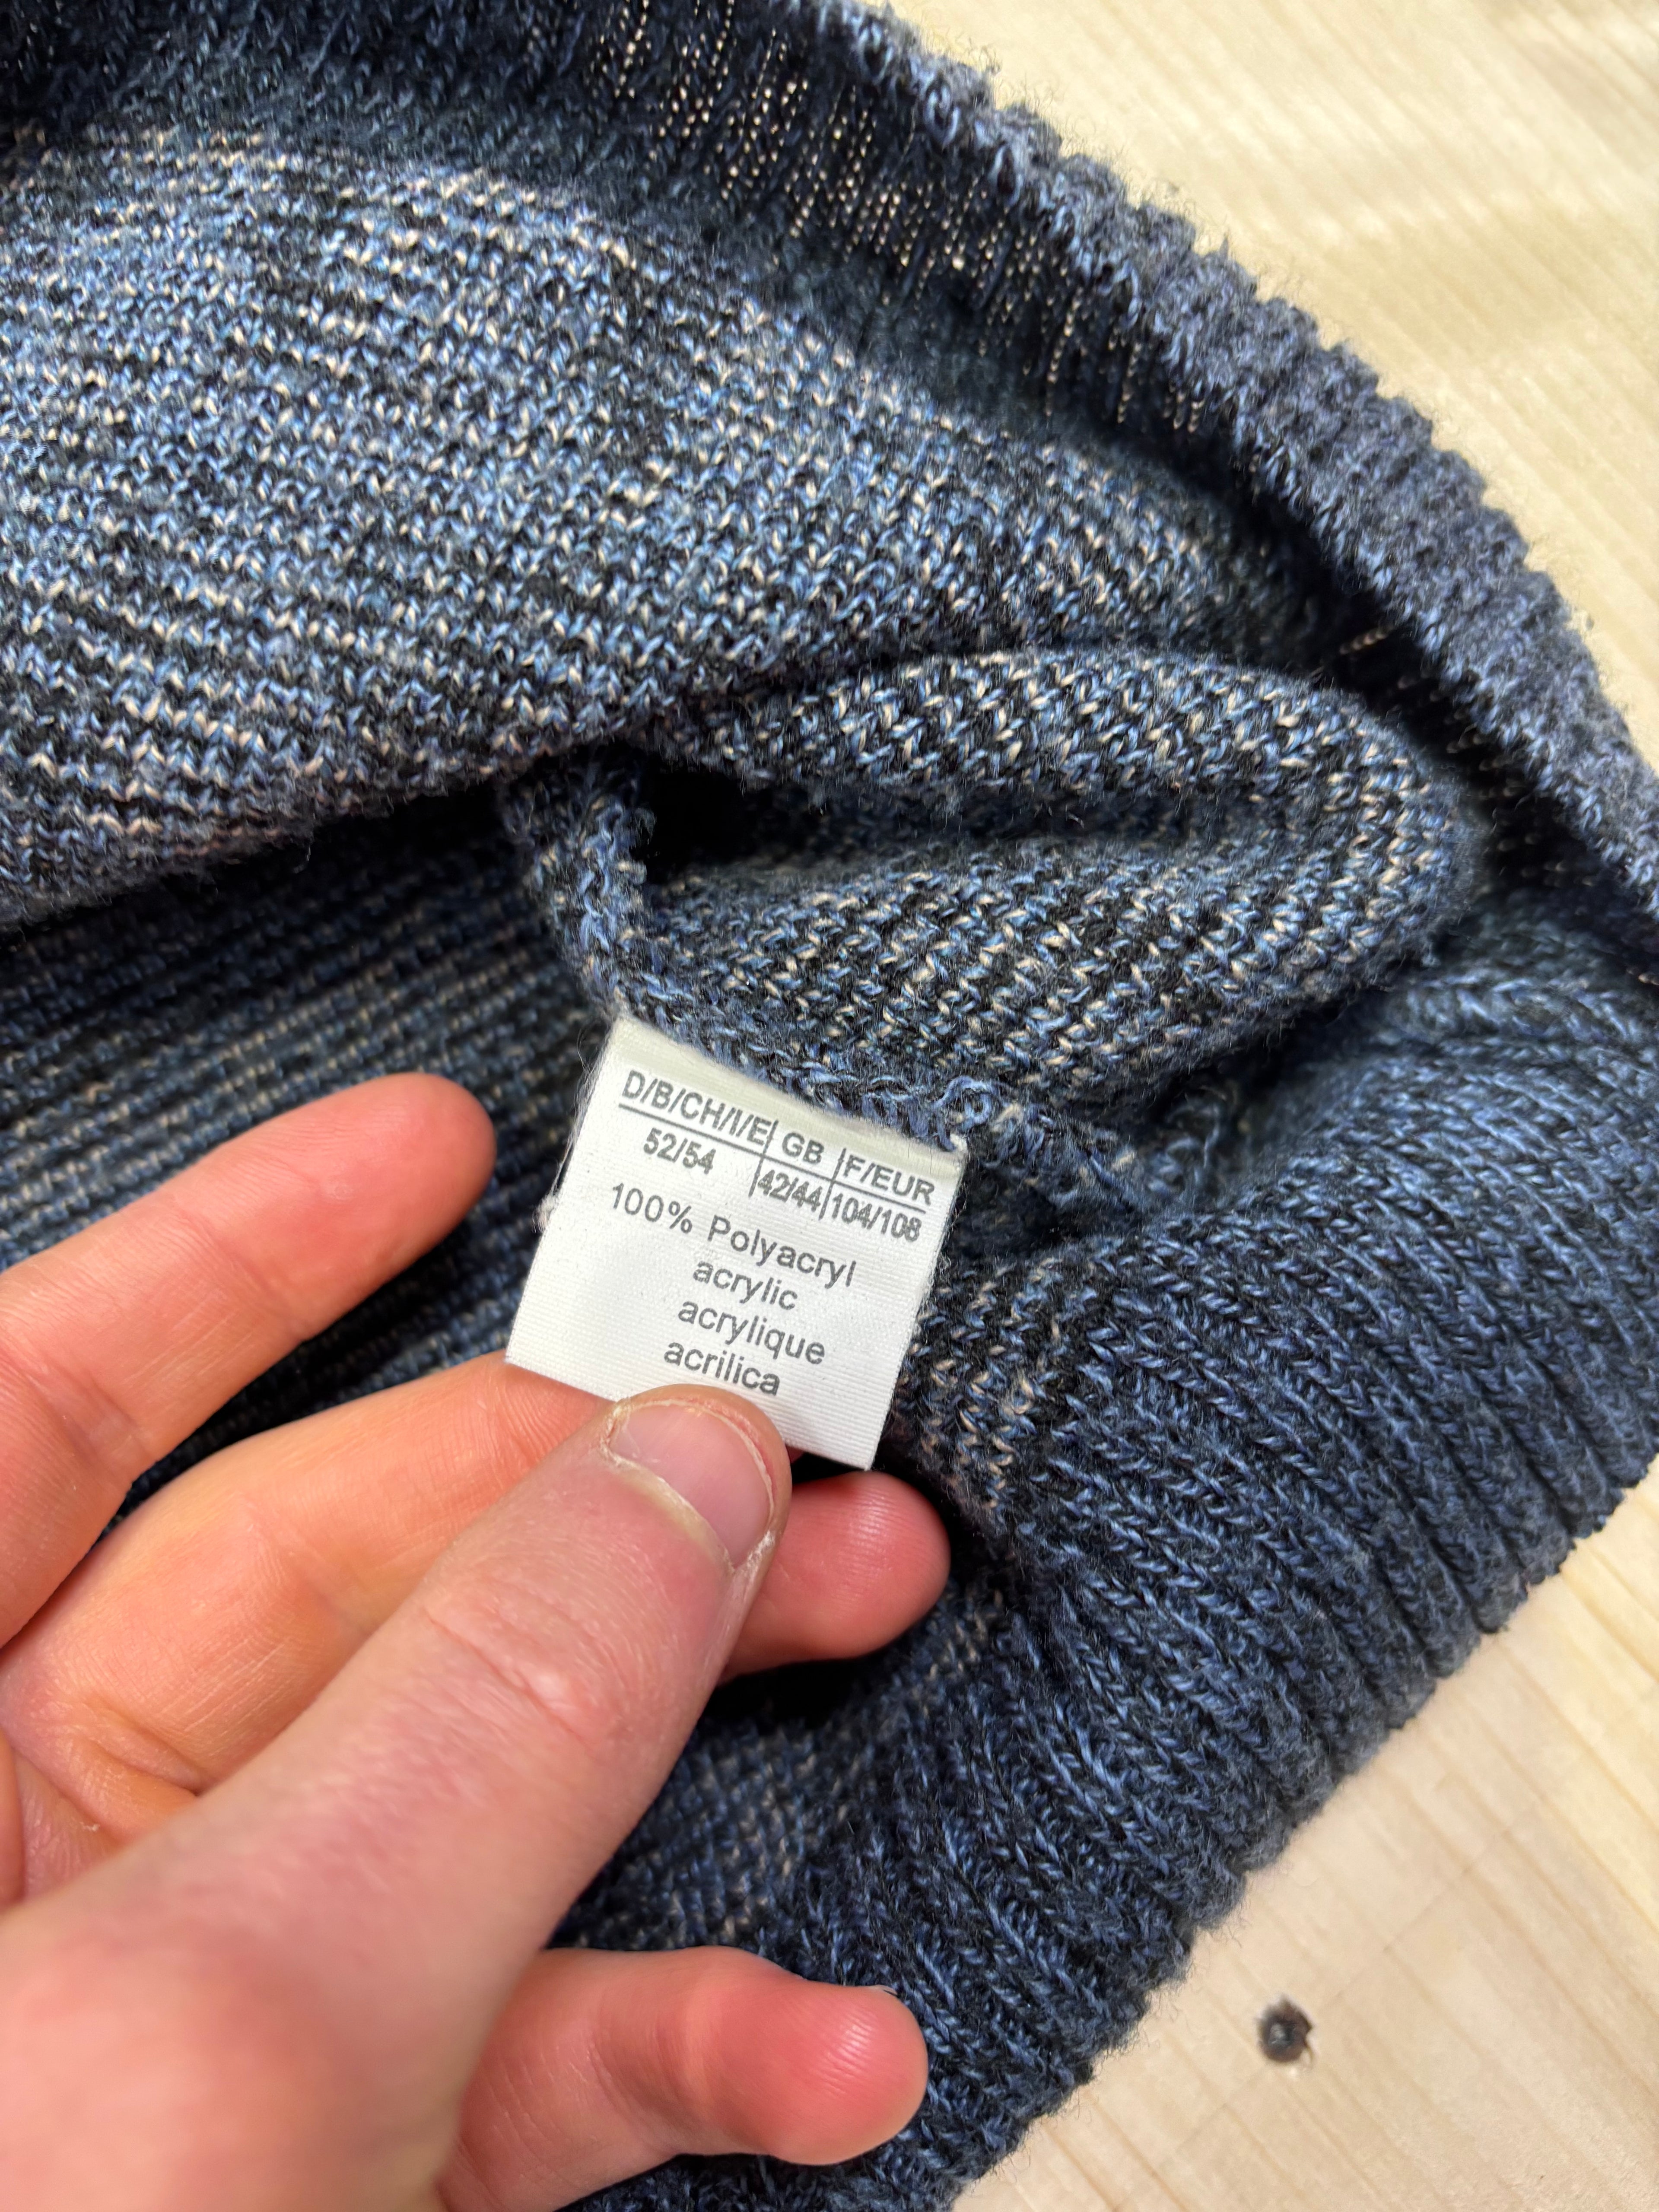 D/B/CH/I/E GB F/EUR
52/54 42/44 104/108
100% Polyacryl
acrylic
acrylique
acrilica